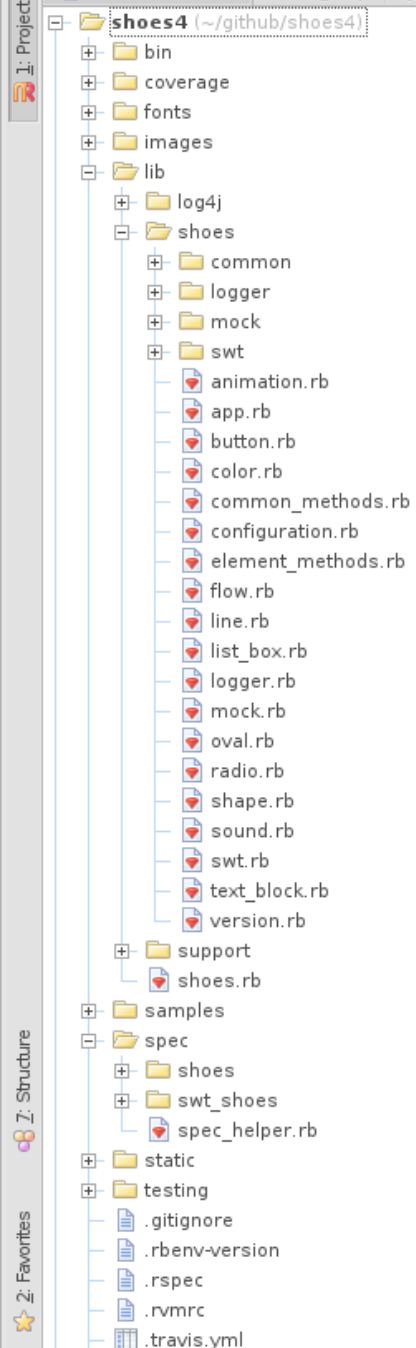 1: Project
shoes4 (~/github/shoes4)
bin
coverage
fonts
images
lib
log4j
shoes
common
logger
mock
swt
animation.rb
app.rb
button.rb
color.rb
common_methods.rb
configuration.rb
element_methods.rb
flow.rb
line.rb
list_box.rb
logger.rb
mock.rb
oval.rb
radio.rb
shape.rb
sound.rb
swt.rb
text_block.rb
version.rb
support
shoes.rb
samples
spec
shoes
swt_shoes
spec_helper.rb
static
testing
.gitignore
.rbenv-version
.rspec
.rvmrc
.travis.yml
7: Structure
2: Favorites